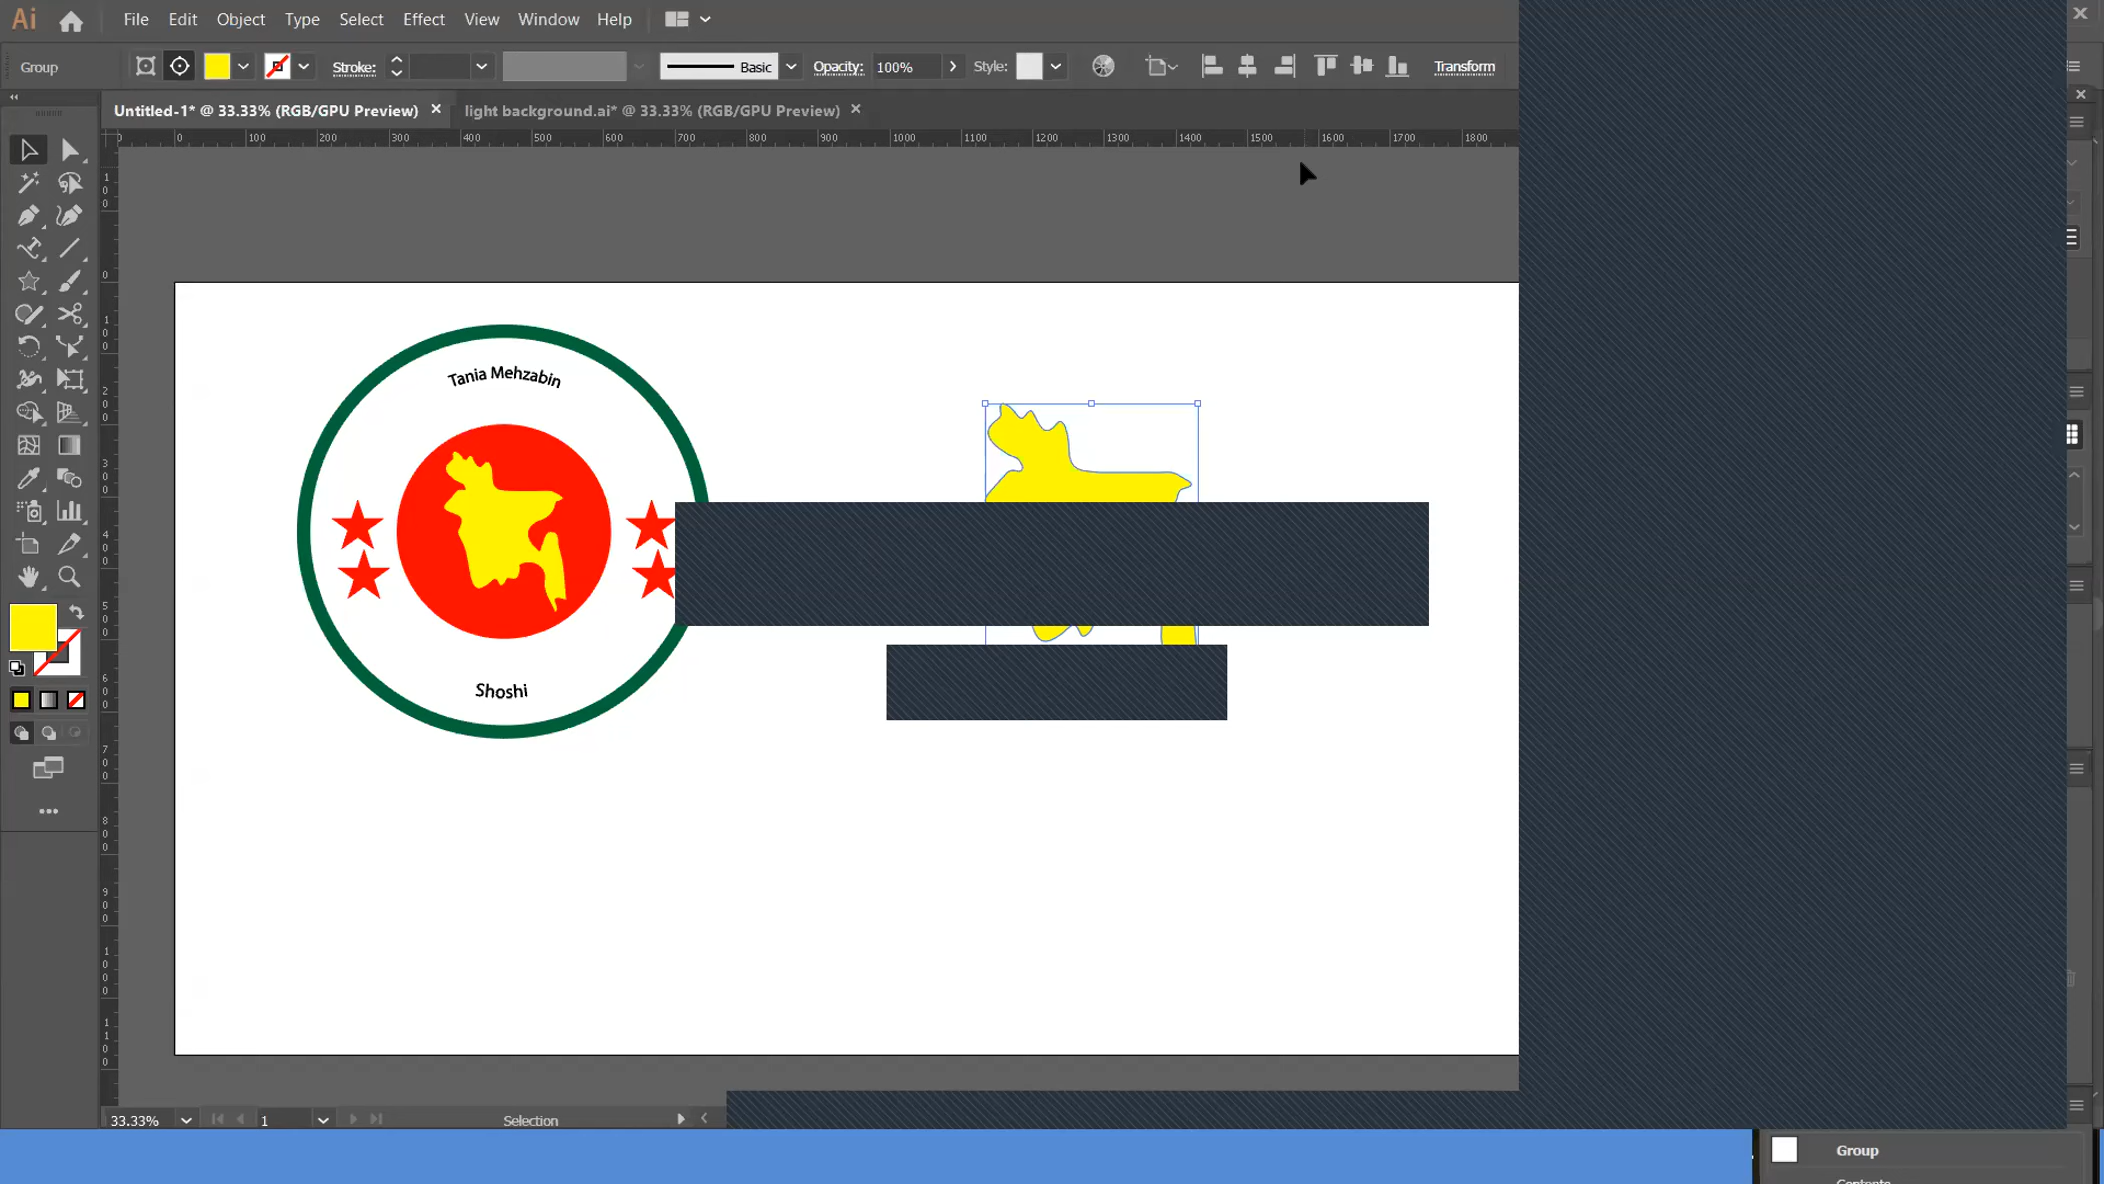 Ai File Edit Object Type Select Effect View Window Help
Group Stroke: Basic Opacity: 100% Style: Transform
Untitled-1* @ 33.33% (RGB/GPU Preview) × light background.ai* @ 33.33% (RGB/GPU Preview) ×
0 100 200 300 400 500 600 700 800 900 1000 1100 1200 1300 1400 1500 1600 1700 1800
Tania Mehzabin
Shoshi
33.33% 1 Selection
Group